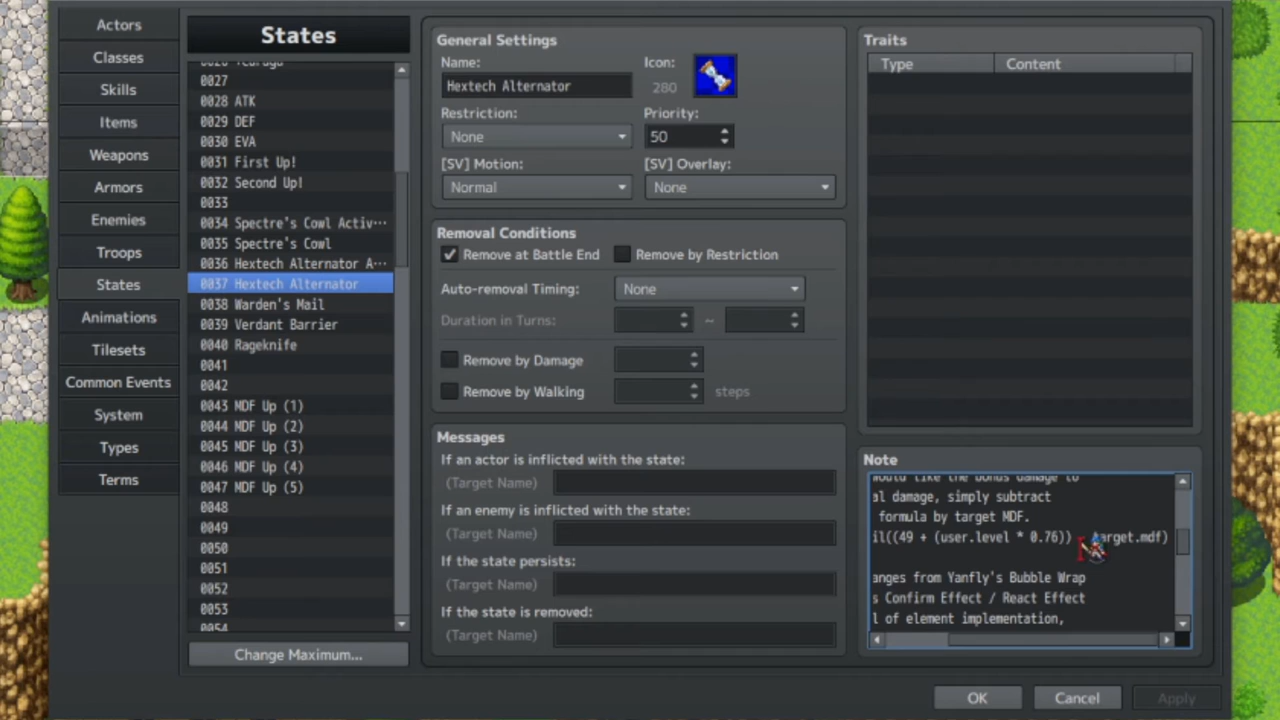 Actors
Classes
Skills
Items
Weapons
Armors
Enemies
Troops
States
Animations
Tilesets
Common Events
System
Types
Terms
States
0027
0028 ATK
0029 DEF
0030 EVA
0031 First Up!
0032 Second Up!
0033
0034 Spectre's Cowl Activ…
0035 Spectre's Cowl
0036 Hextech Alternator A…
0037 Hextech Alternator
0038 Warden's Mail
0039 Verdant Barrier
0040 Rageknife
0041
0042
0043 MDF Up (1)
0044 MDF Up (2)
0045 MDF Up (3)
0046 MDF Up (4)
0047 MDF Up (5)
0048
0049
0050
0051
0052
0053
0054
Change Maximum...
General Settings
Name:
Hextech Alternator
Icon:
280
Restriction:
None
Priority:
50
[SV] Motion:
Normal
[SV] Overlay:
None
Removal Conditions
Remove at Battle End
Remove by Restriction
Auto-removal Timing:
None
Duration in Turns:
~
Remove by Damage
Remove by Walking
steps
Messages
If an actor is inflicted with the state:
(Target Name)
If an enemy is inflicted with the state:
(Target Name)
If the state persists:
(Target Name)
If the state is removed:
(Target Name)
Traits
Type Content
Note
would like the bonus damage to
al damage, simply subtract
formula by target MDF.
il((49 + (user.level * 0.76)) target.mdf)
anges from Yanfly's Bubble Wrap
s Confirm Effect / React Effect
l of element implementation,
OK
Cancel
Apply